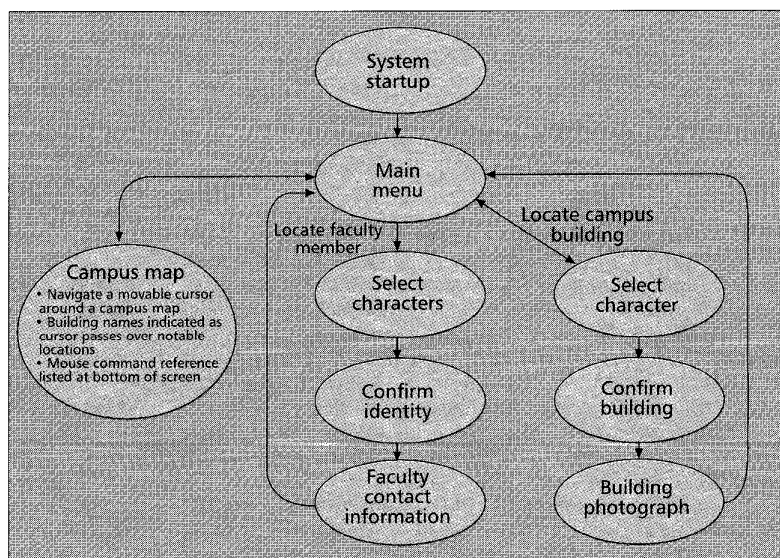 System
startup
Main
menu
Locate faculty
member
Locate campus
building
Campus map
• Navigate a movable cursor
around a campus map
• Building names indicated as
cursor passes over notable
locations
• Mouse command reference
listed at bottom of screen
Select
characters
Select
character
Confirm
identity
Confirm
building
Faculty
contact
information
Building
photograph